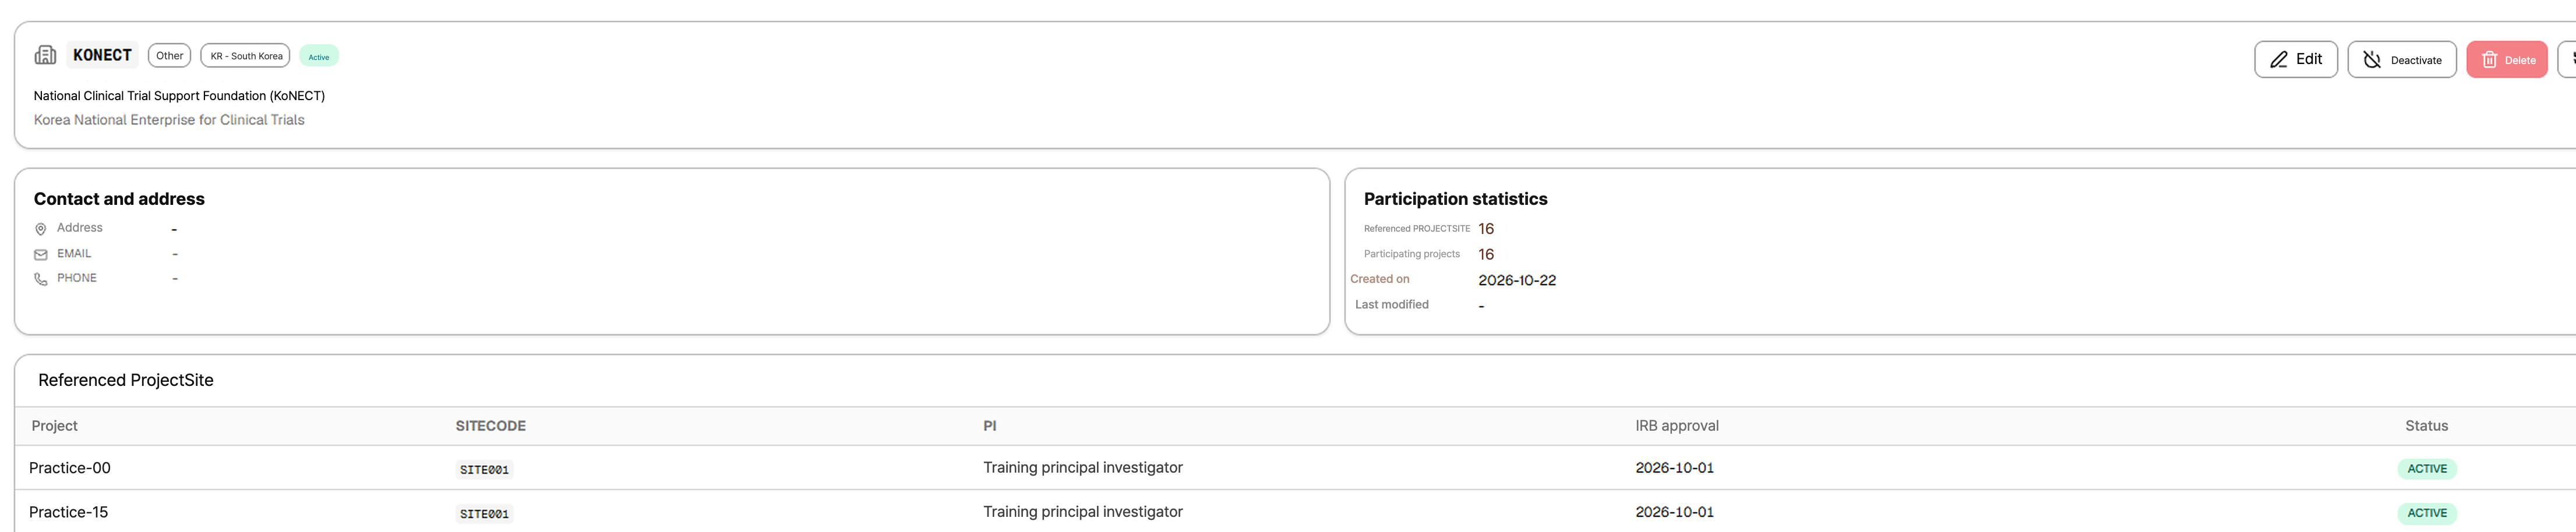 KONECT Other KR - South Korea Active Edit Deactivate Delete
National Clinical Trial Support Foundation (KoNECT)
Korea National Enterprise for Clinical Trials
Contact and address
Address -
EMAIL -
PHONE -
Participation statistics
Referenced PROJECTSITE 16
Participating projects 16
Created on 2026-10-22
Last modified -
Referenced ProjectSite
Project SITECODE PI IRB approval Status
Practice-00 SITE001 Training principal investigator 2026-10-01 ACTIVE
Practice-15 SITE001 Training principal investigator 2026-10-01 ACTIVE